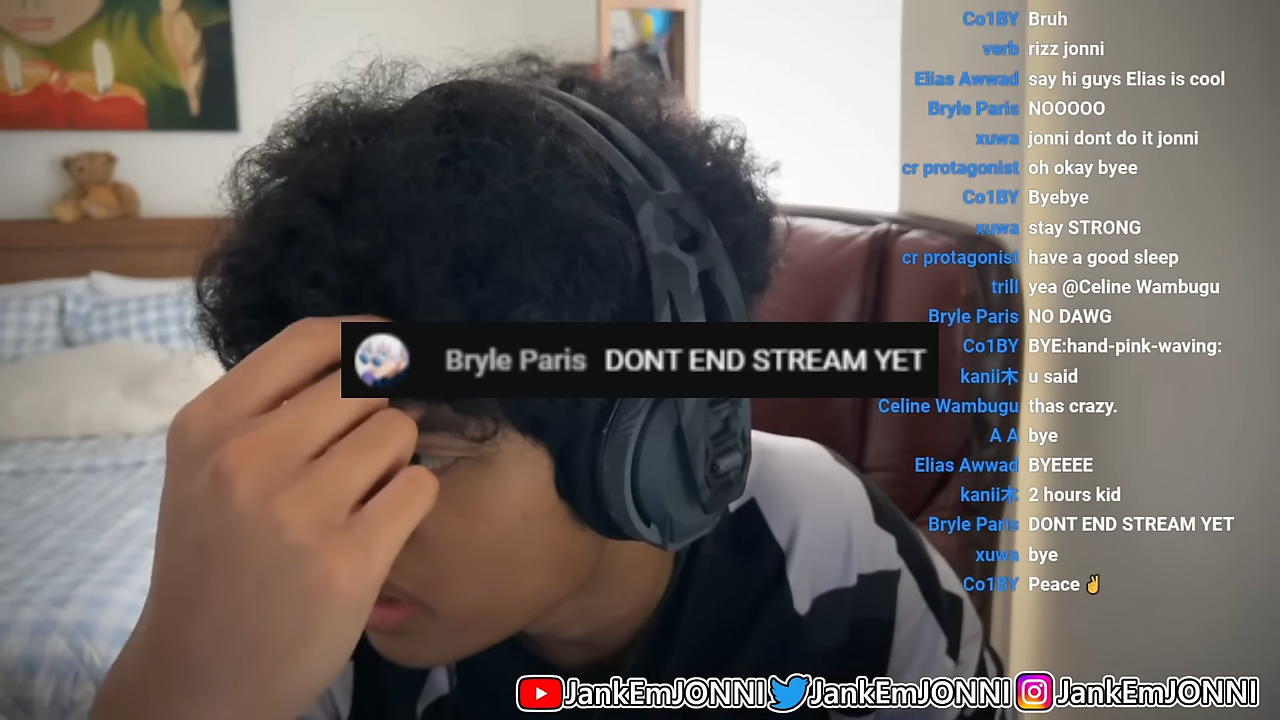 Co1BY Bruh
verb rizz jonni
Elias Awwad say hi guys Elias is cool
Bryle Paris NOOOOO
xuwa jonni dont do it jonni
cr protagonist oh okay byee
Co1BY Byebye
xuwa stay STRONG
cr protagonist have a good sleep
trill yea @Celine Wambugu
Bryle Paris NO DAWG
Co1BY BYE:hand-pink-waving:
kanii木 u said
Bryle Paris DONT END STREAM YET
Celine Wambugu thas crazy.
A A bye
Elias Awwad BYEEEE
kanii木 2 hours kid
Bryle Paris DONT END STREAM YET
xuwa bye
Co1BY Peace✌️
JankEmJONNI JankEmJONNI JankEmJONNI